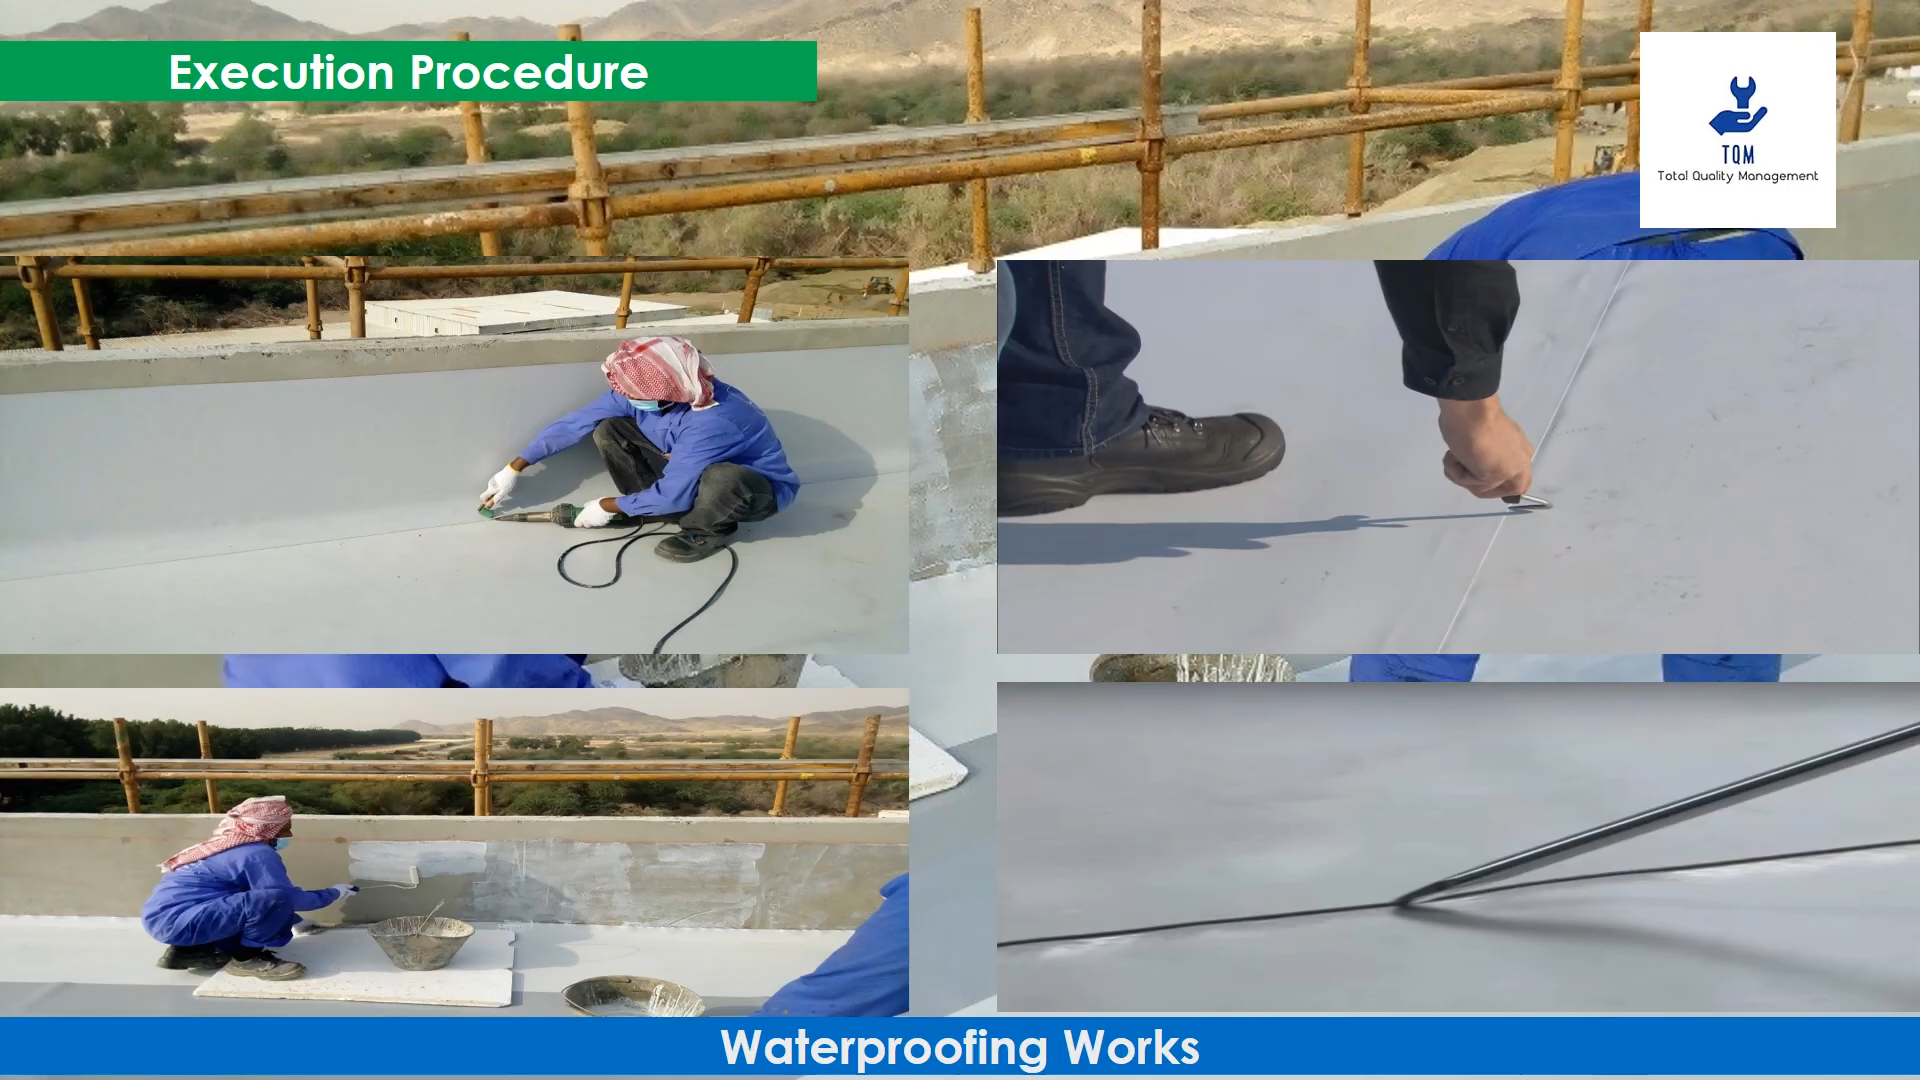 Execution Procedure
TQM
Total Quality Management
Waterproofing Works